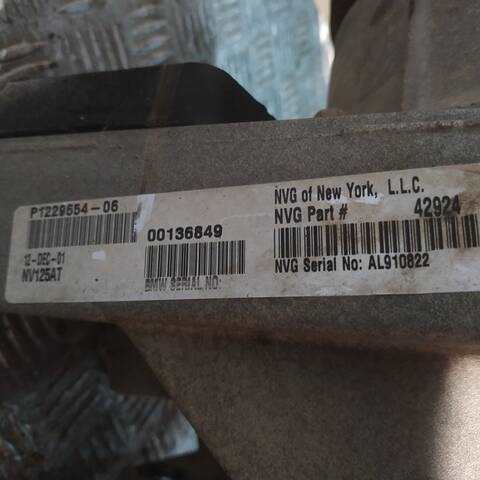 P1229554-06
12-DEC-01
NV125AT
00136849
BMW SERIAL NO:
NVG of New York, L.L.C.
NVG Part # 42924
NVG Serial No: AL910822